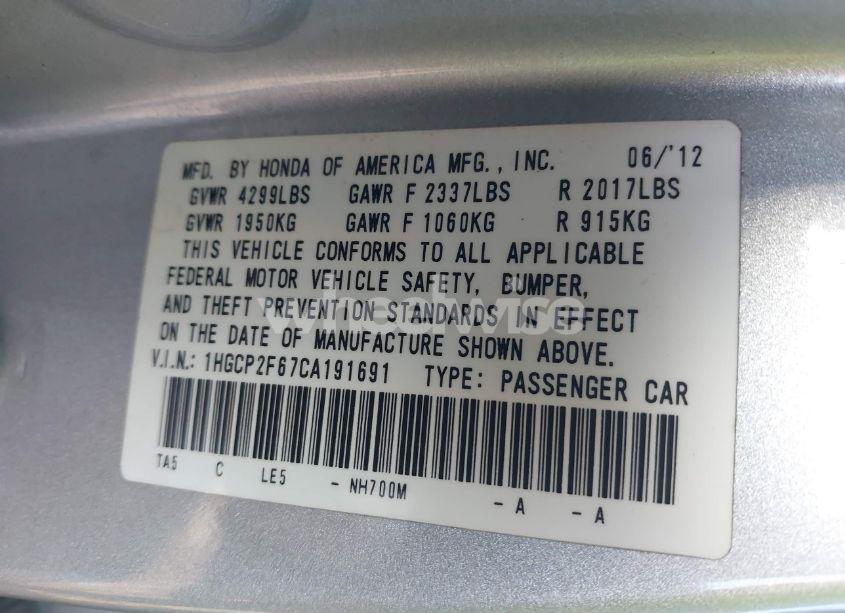 MFD. BY HONDA OF AMERICA MFG., INC. 06/'12
GVWR 4299LBS GAWR F 2337LBS R 2017LBS
GVWR 1950KG GAWR F 1060KG R 915KG
THIS VEHICLE CONFORMS TO ALL APPLICABLE
FEDERAL MOTOR VEHICLE SAFETY, BUMPER,
AND THEFT PREVENTION STANDARDS IN EFFECT
wheelwise
ON THE DATE OF MANUFACTURE SHOWN ABOVE.
V.I.N.: 1HGCP2F67CA191691 TYPE: PASSENGER CAR
TA5 C LE5 - NH700M - A - A